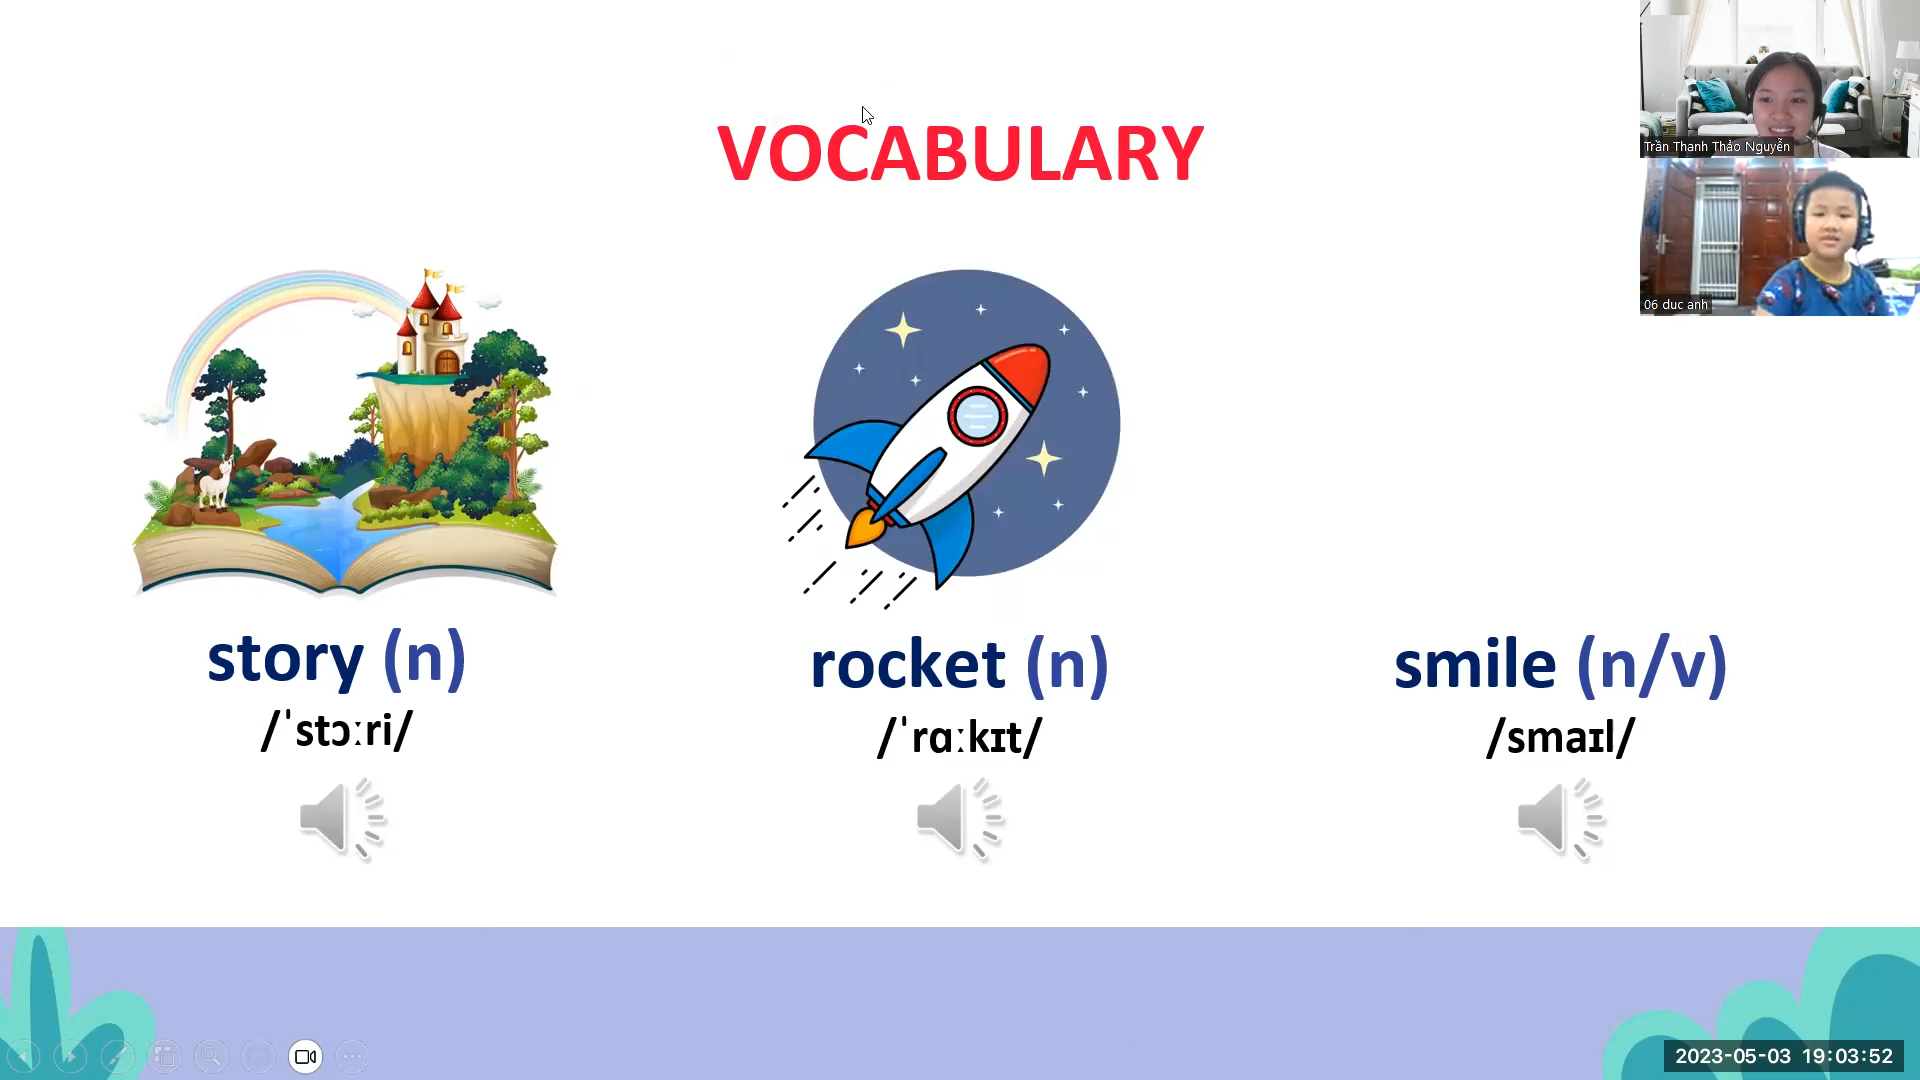 VOCABULARY
Trần Thanh Thảo Nguyễn
06 duc anh
story (n)
/ˈstɔːri/
rocket (n)
/ˈrɑːkɪt/
smile (n/v)
/smaɪl/
2023-05-03 19:03:52